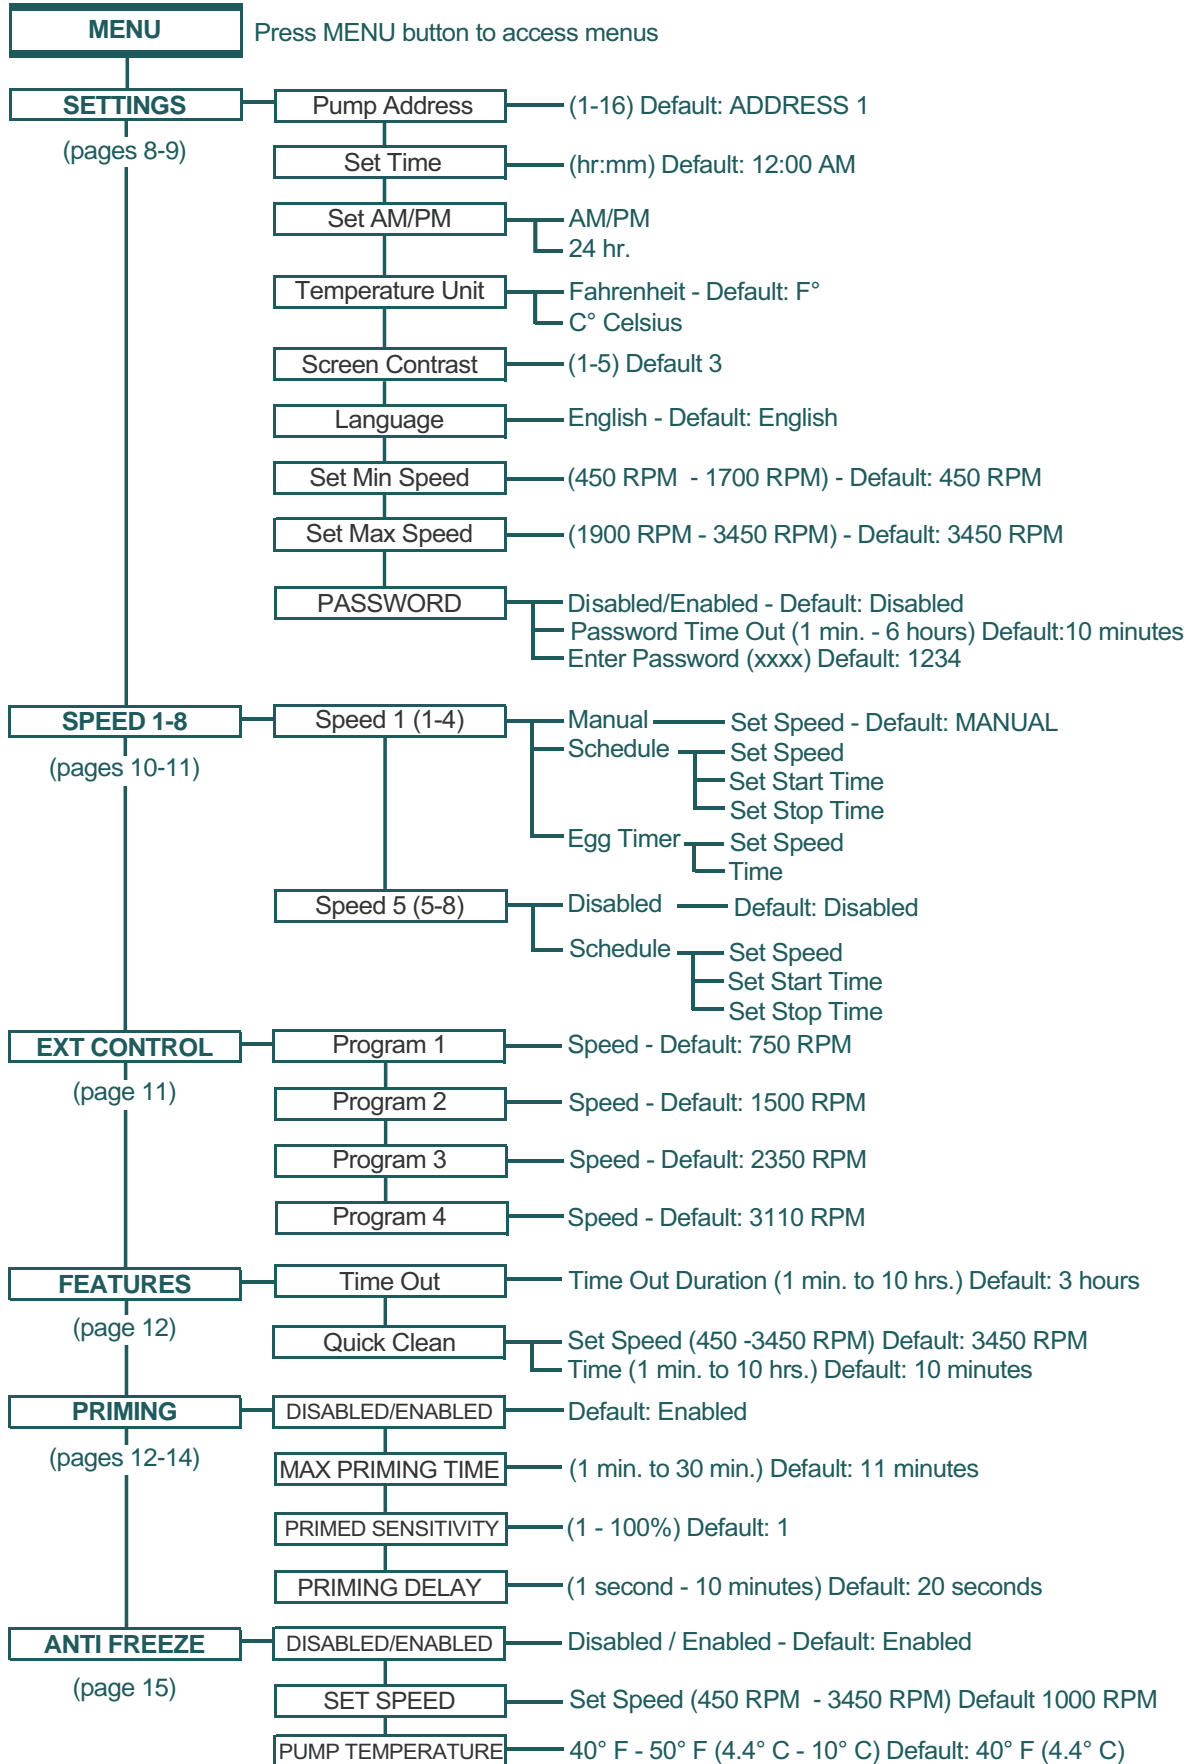 MENU Press MENU button to access menus
SETTINGS Pump Address (1-16) Default: ADDRESS 1
(pages 8-9)
Set Time (hr:mm) Default: 12:00 AM
Set AM/PM AM/PM
24 hr.
Temperature Unit Fahrenheit - Default: F°
C° Celsius
Screen Contrast (1-5) Default 3
Language English - Default: English
Set Min Speed (450 RPM - 1700 RPM) - Default: 450 RPM
Set Max Speed (1900 RPM - 3450 RPM) - Default: 3450 RPM
PASSWORD Disabled/Enabled - Default: Disabled
Password Time Out (1 min. - 6 hours) Default:10 minutes
Enter Password (xxxx) Default: 1234
SPEED 1-8 Speed 1 (1-4) Manual Set Speed - Default: MANUAL
(pages 10-11)
Schedule Set Speed
Set Start Time
Set Stop Time
Egg Timer Set Speed
Time
Speed 5 (5-8) Disabled Default: Disabled
Schedule Set Speed
Set Start Time
Set Stop Time
EXT CONTROL Program 1 Speed - Default: 750 RPM
(page 11)
Program 2 Speed - Default: 1500 RPM
Program 3 Speed - Default: 2350 RPM
Program 4 Speed - Default: 3110 RPM
FEATURES Time Out Time Out Duration (1 min. to 10 hrs.) Default: 3 hours
(page 12)
Quick Clean Set Speed (450 -3450 RPM) Default: 3450 RPM
Time (1 min. to 10 hrs.) Default: 10 minutes
PRIMING DISABLED/ENABLED Default: Enabled
(pages 12-14)
MAX PRIMING TIME (1 min. to 30 min.) Default: 11 minutes
PRIMED SENSITIVITY (1 - 100%) Default: 1
PRIMING DELAY (1 second - 10 minutes) Default: 20 seconds
ANTI FREEZE DISABLED/ENABLED Disabled / Enabled - Default: Enabled
(page 15)
SET SPEED Set Speed (450 RPM - 3450 RPM) Default 1000 RPM
PUMP TEMPERATURE 40° F - 50° F (4.4° C - 10° C) Default: 40° F (4.4° C)